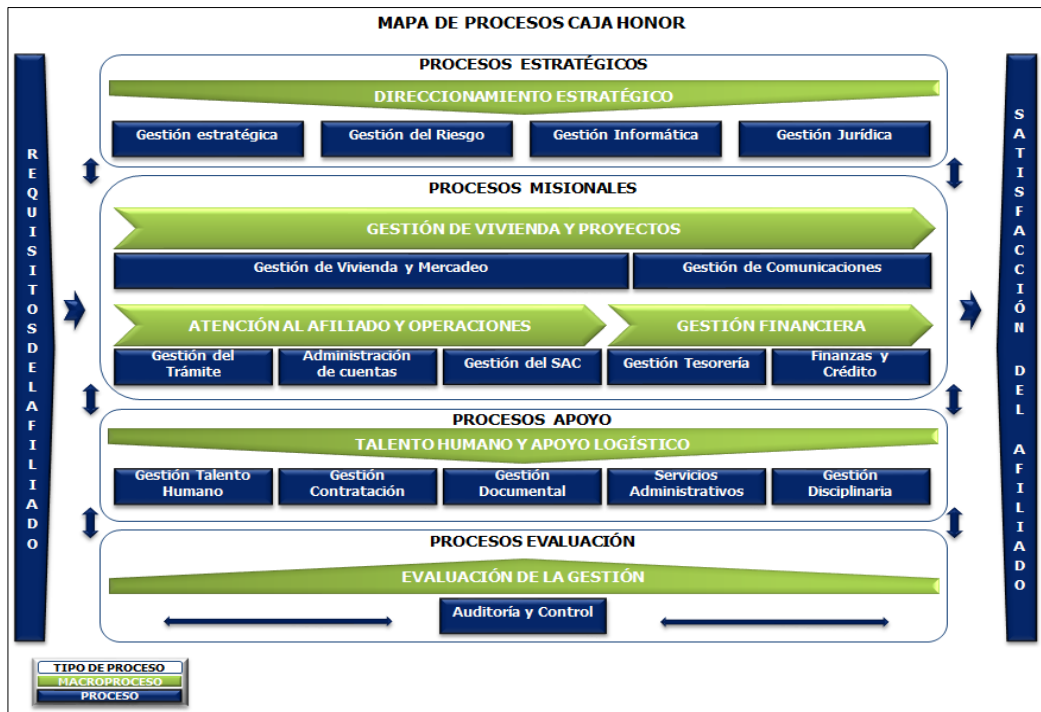 MAPA DE PROCESOS CAJA HONOR
REQUISITOS DEL AFILIADO
PROCESOS ESTRATÉGICOS
DIRECCIONAMIENTO ESTRATÉGICO
Gestión estratégica
Gestión del Riesgo
Gestión Informática
Gestión Jurídica
PROCESOS MISIONALES
GESTIÓN DE VIVIENDA Y PROYECTOS
Gestión de Vivienda y Mercadeo
Gestión de Comunicaciones
ATENCIÓN AL AFILIADO Y OPERACIONES
GESTIÓN FINANCIERA
Gestión del
Trámite
Administración
de cuentas
Gestión del SAC
Gestión Tesorería
Finanzas y
Crédito
PROCESOS APOYO
TALENTO HUMANO Y APOYO LOGÍSTICO
Gestión Talento
Humano
Gestión
Contratación
Gestión
Documental
Servicios
Administrativos
Gestión
Disciplinaria
PROCESOS EVALUACIÓN
EVALUACIÓN DE LA GESTIÓN
Auditoría y Control
SATISFACCIÓN DEL AFILIADO
TIPO DE PROCESO
MACROPROCESO
PROCESO